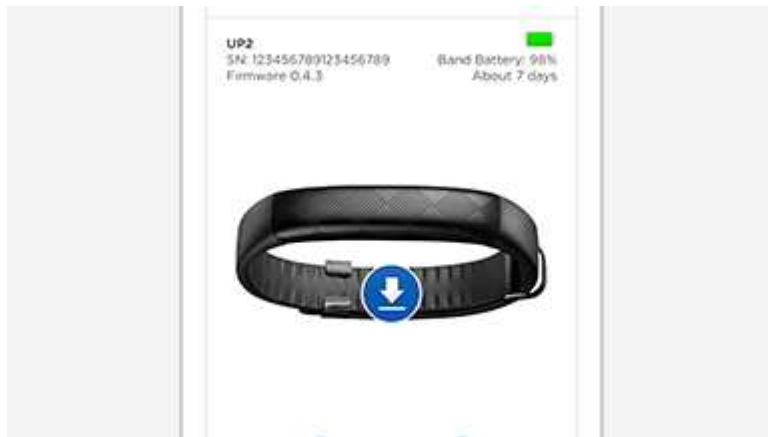 UP2
SN: 123456789123456789
Firmware 0.4.3
Band Battery: 98%
About 7 days